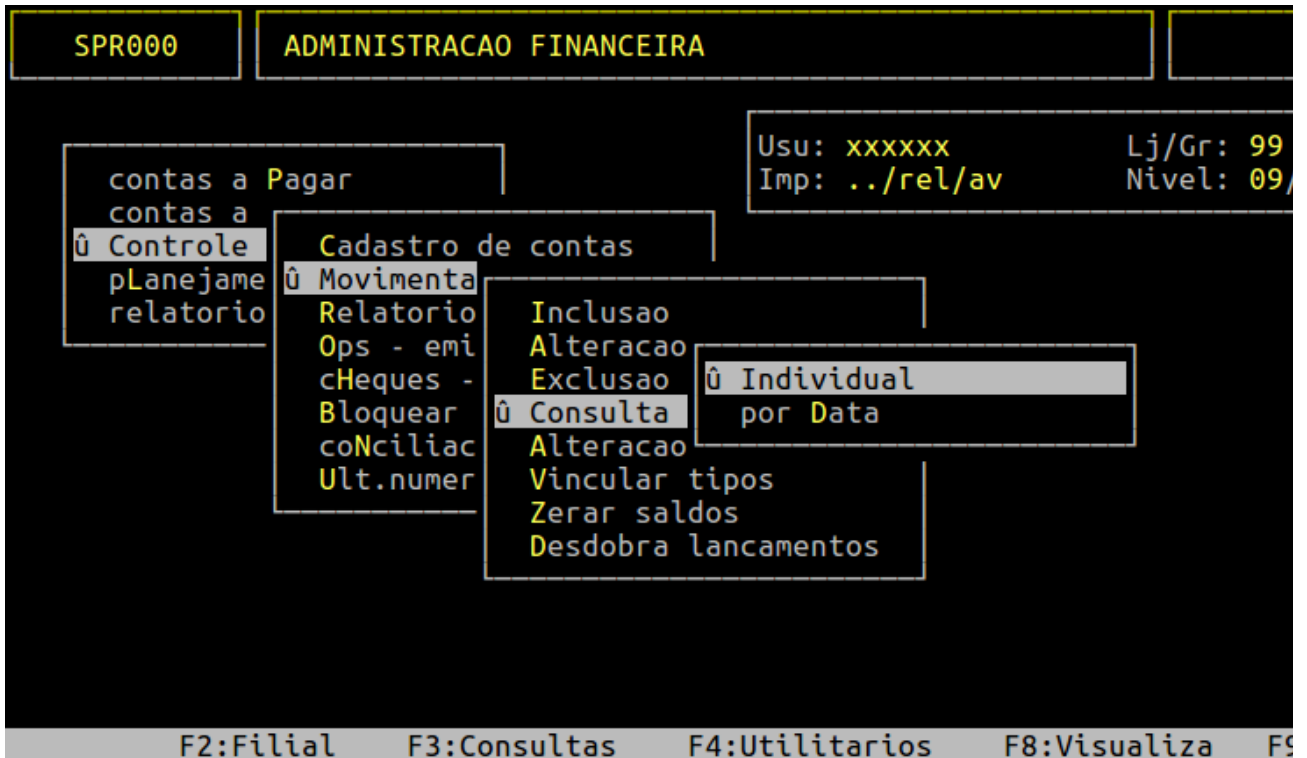 SPR000 ADMINISTRACAO FINANCEIRA
Usu: xxxxxx Lj/Gr: 99
Imp: ../rel/av Nivel: 09/
contas a Pagar
contas a
û Controle
pLanejame
relatorio
Cadastro de contas
û Movimenta
Relatorio
Ops - emi
cHeques -
Bloquear
coNciliac
Ult.numer
Inclusao
Alteracao
Exclusao
û Consulta
Alteracao
Vincular tipos
Zerar saldos
Desdobra lancamentos
û Individual
por Data
F2:Filial F3:Consultas F4:Utilitarios F8:Visualiza F9